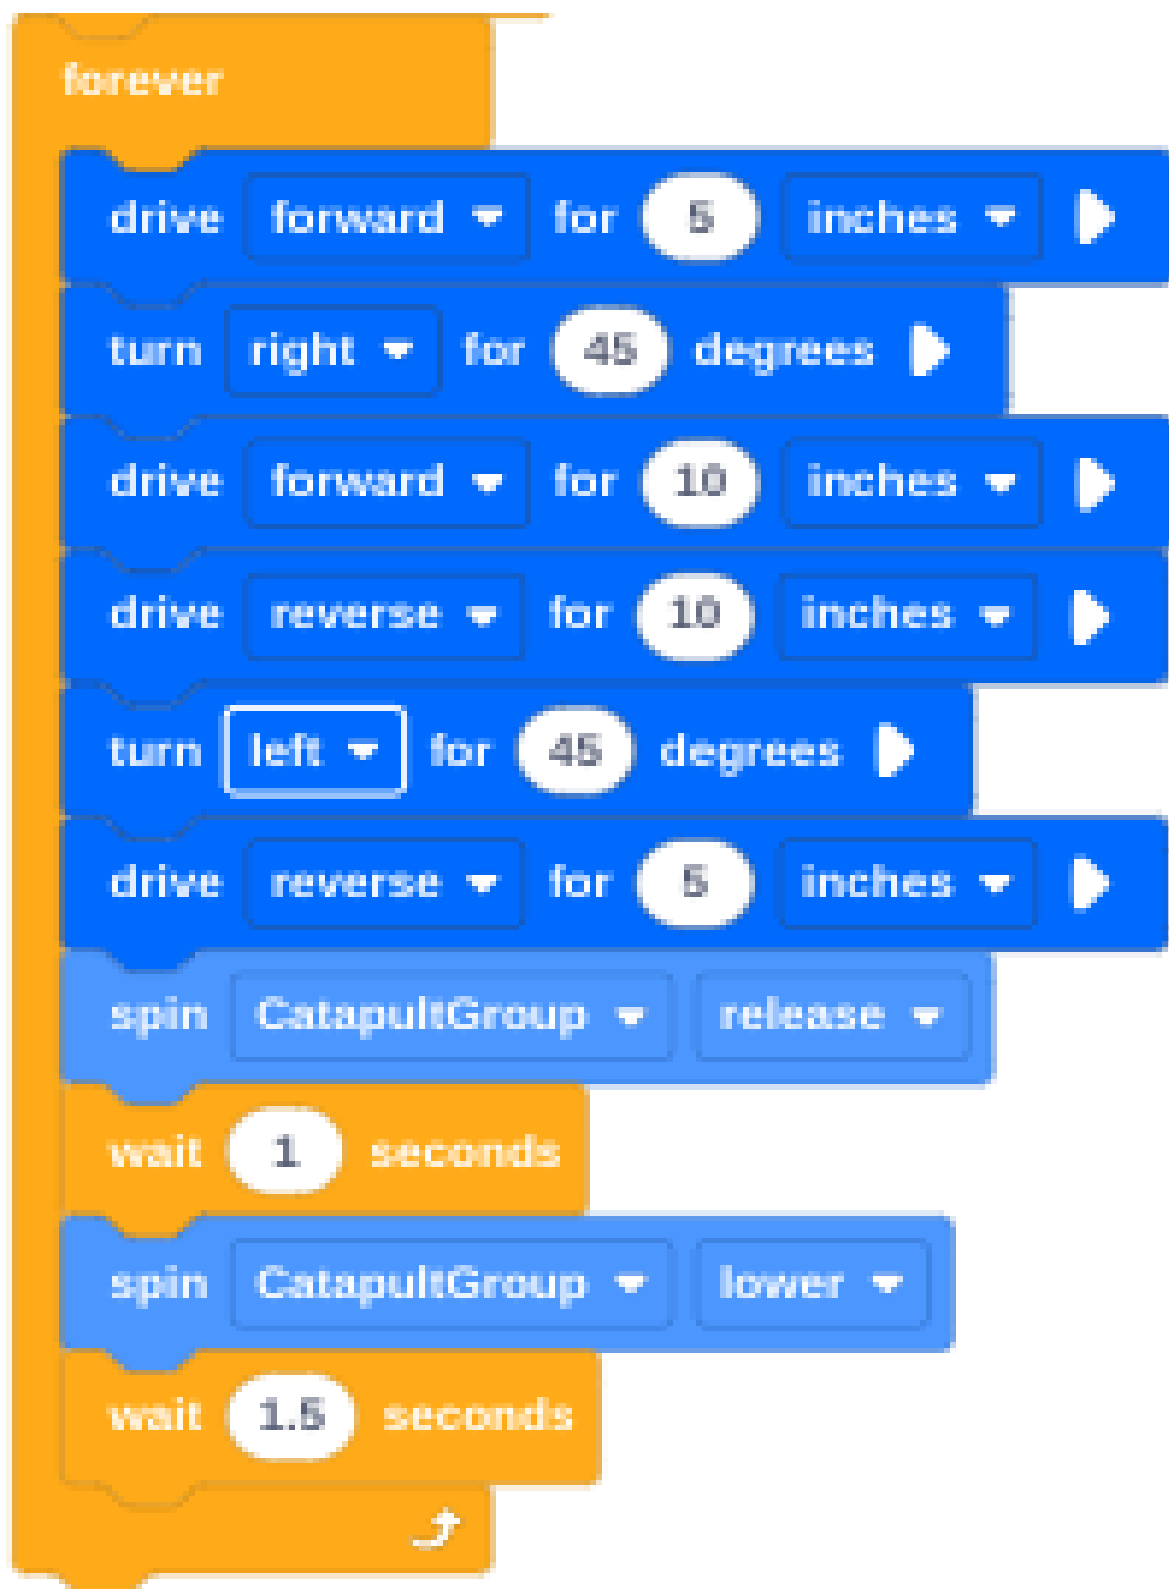 forever
drive forward for 5 inches
turn right for 45 degrees
drive forward for 10 inches
drive reverse for 10 inches
turn left for 45 degrees
drive reverse for 5 inches
spin CatapultGroup release
wait 1 seconds
spin CatapultGroup lower
wait 1.5 seconds